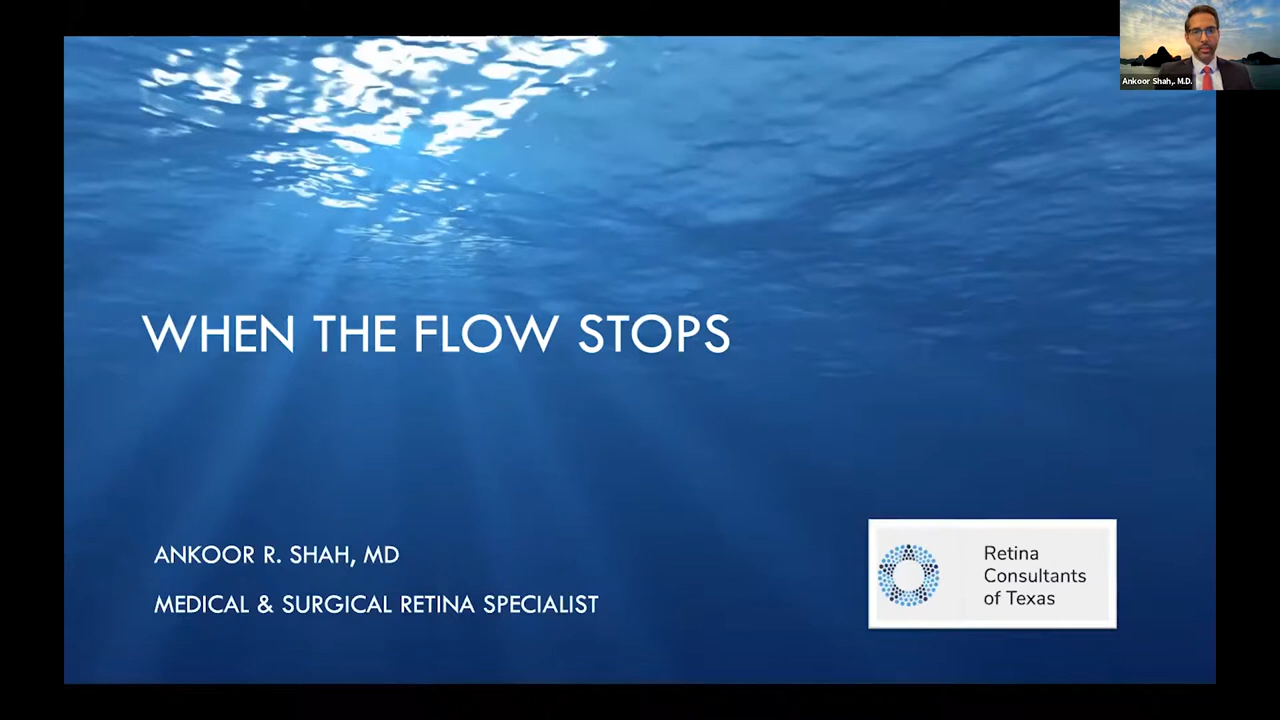 Ankoor Shah,. M.D.
WHEN THE FLOW STOPS
ANKOOR R. SHAH, MD
MEDICAL & SURGICAL RETINA SPECIALIST
Retina
Consultants
of Texas